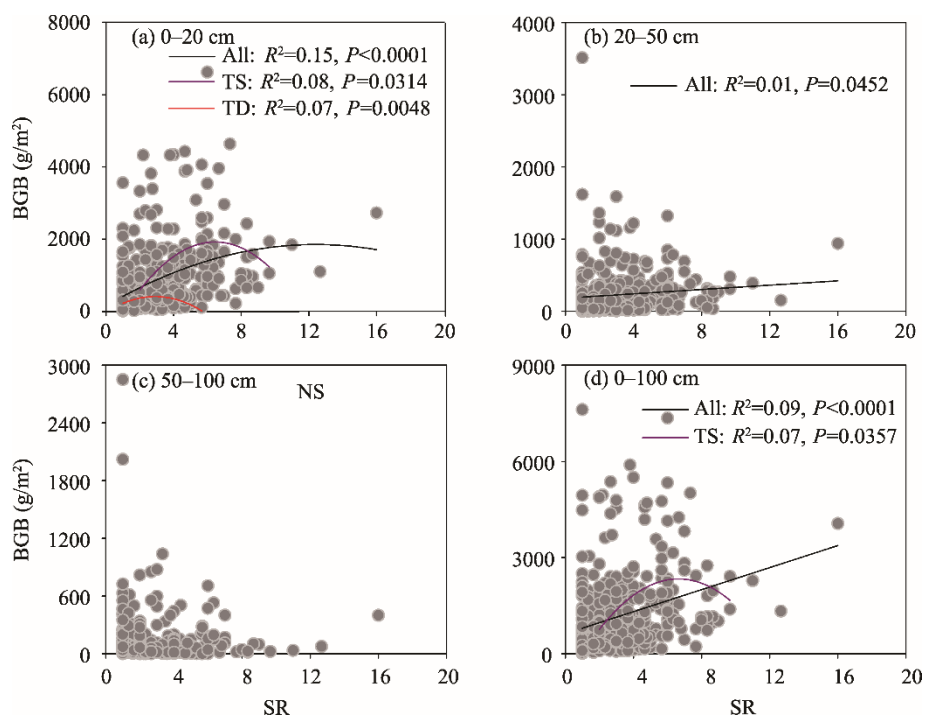 8000
6000
4000
2000
0
BGB (g/m²)
(a) 0–20 cm
All: R²=0.15, P<0.0001
TS: R²=0.08, P=0.0314
TD: R²=0.07, P=0.0048
0 4 8 12 16 20
4000
3000
2000
1000
0
(b) 20–50 cm
All: R²=0.01, P=0.0452
0 4 8 12 16 20
3000
2400
1800
1200
600
0
BGB (g/m²)
(c) 50–100 cm
NS
0 4 8 12 16 20
SR
9000
6000
3000
0
(d) 0–100 cm
All: R²=0.09, P<0.0001
TS: R²=0.07, P=0.0357
0 4 8 12 16 20
SR